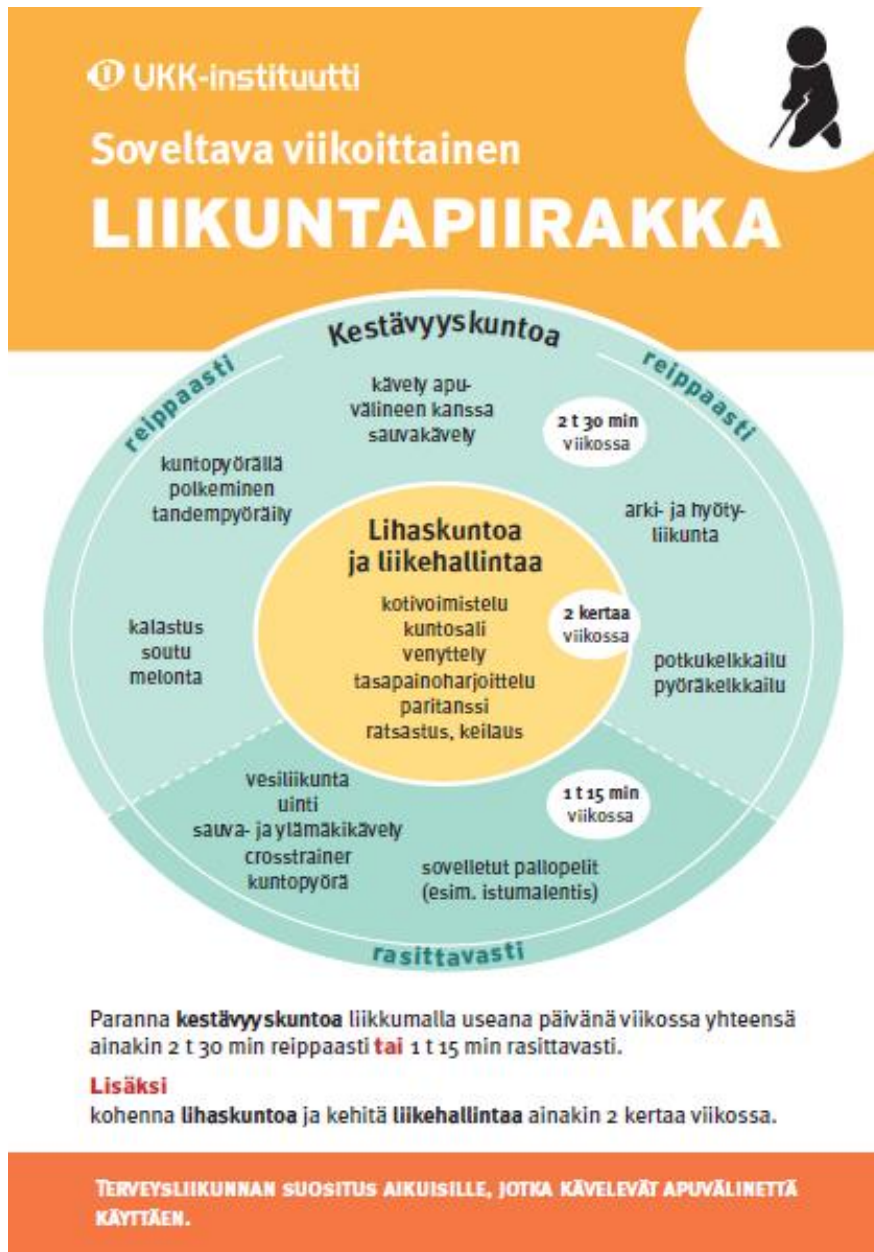 UKK-instituutti
Soveltava viikoittainen
LIIKUNTAPIIRAKKA
Kestävyyskuntoa
reippaasti
reippaasti
kävely apu-
välineen kanssa
sauvakävely
2 t 30 min
viikossa
kuntopyörällä
polkeminen
tandempyöräily
arki- ja hyöty-
liikunta
Lihaskuntoa
ja liikehallintaa
kotivoimistelu
kuntosali
venyttely
tasapainoharjoittelu
paritanssi
ratsastus, keilaus
2 kertaa
viikossa
kalastus
soutu
melonta
potkukelkkailu
pyöräkelkkailu
vesiliikunta
uinti
sauva- ja ylämäkikävely
crosstrainer
kuntopyörä
1 t 15 min
viikossa
sovelletut pallopelit
(esim. istumalentis)
rasittavasti
Paranna kestävyyskuntoa liikkumalla useana päivänä viikossa yhteensä
ainakin 2 t 30 min reippaasti tai 1 t 15 min rasittavasti.
Lisäksi
kohenna lihaskuntoa ja kehitä liikehallintaa ainakin 2 kertaa viikossa.
TERVEYSLIIKUNNAN SUOSITUS AIKUISILLE, JOTKA KÄVELEVÄT APUVÄLINETTÄ
KÄYTTÄEN.